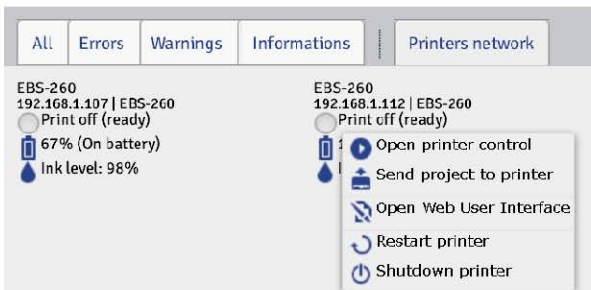 All Errors Warnings Informations Printers network
EBS-260
192.168.1.107 | EBS-260
Print off (ready)
67% (On battery)
Ink level: 98%
EBS-260
192.168.1.112 | EBS-260
Print off (ready)
Open printer control
Send project to printer
Open Web User Interface
Restart printer
Shutdown printer